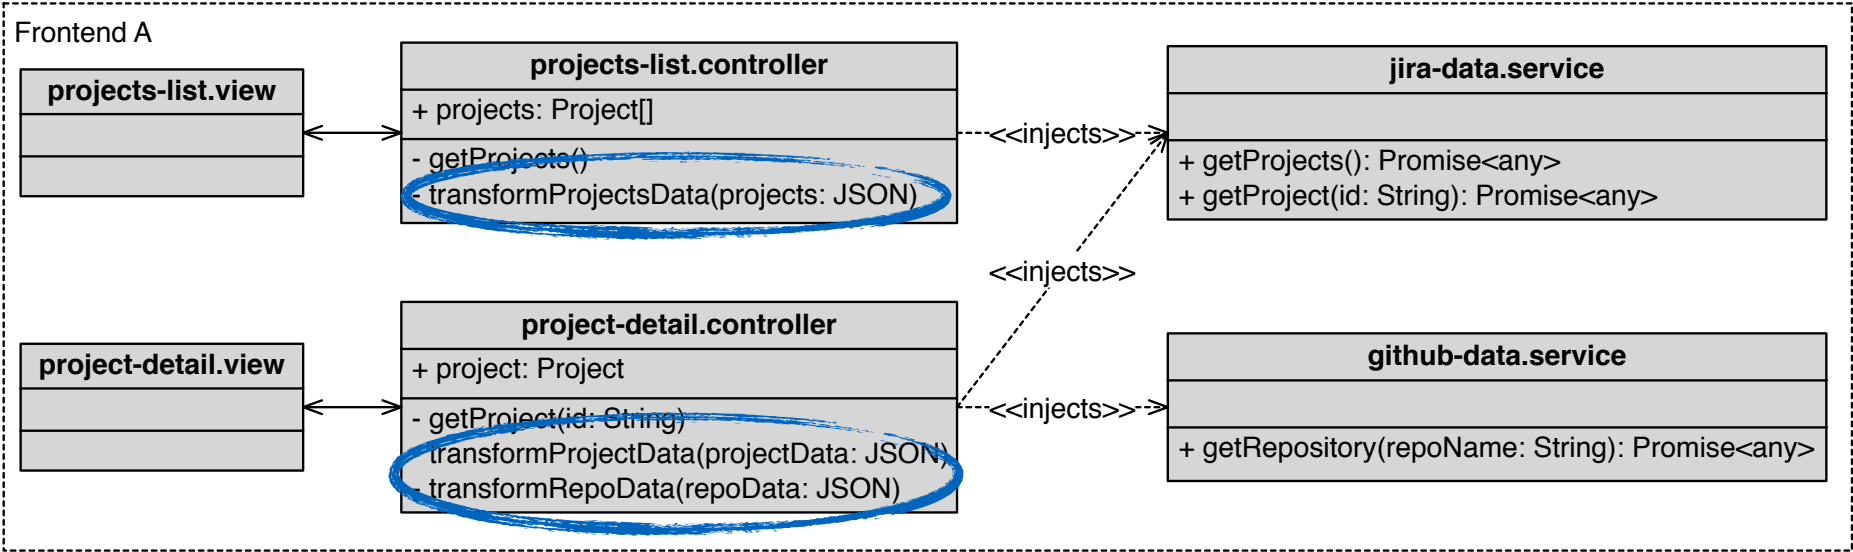 Frontend A
projects-list.view
projects-list.controller
+ projects: Project[]
- getProjects()
- transformProjectsData(projects: JSON)
<<injects>>
jira-data.service
+ getProjects(): Promise<any>
+ getProject(id: String): Promise<any>
<<injects>>
project-detail.view
project-detail.controller
+ project: Project
- getProject(id: String)
- transformProjectData(projectData: JSON)
- transformRepoData(repoData: JSON)
<<injects>>
github-data.service
+ getRepository(repoName: String): Promise<any>